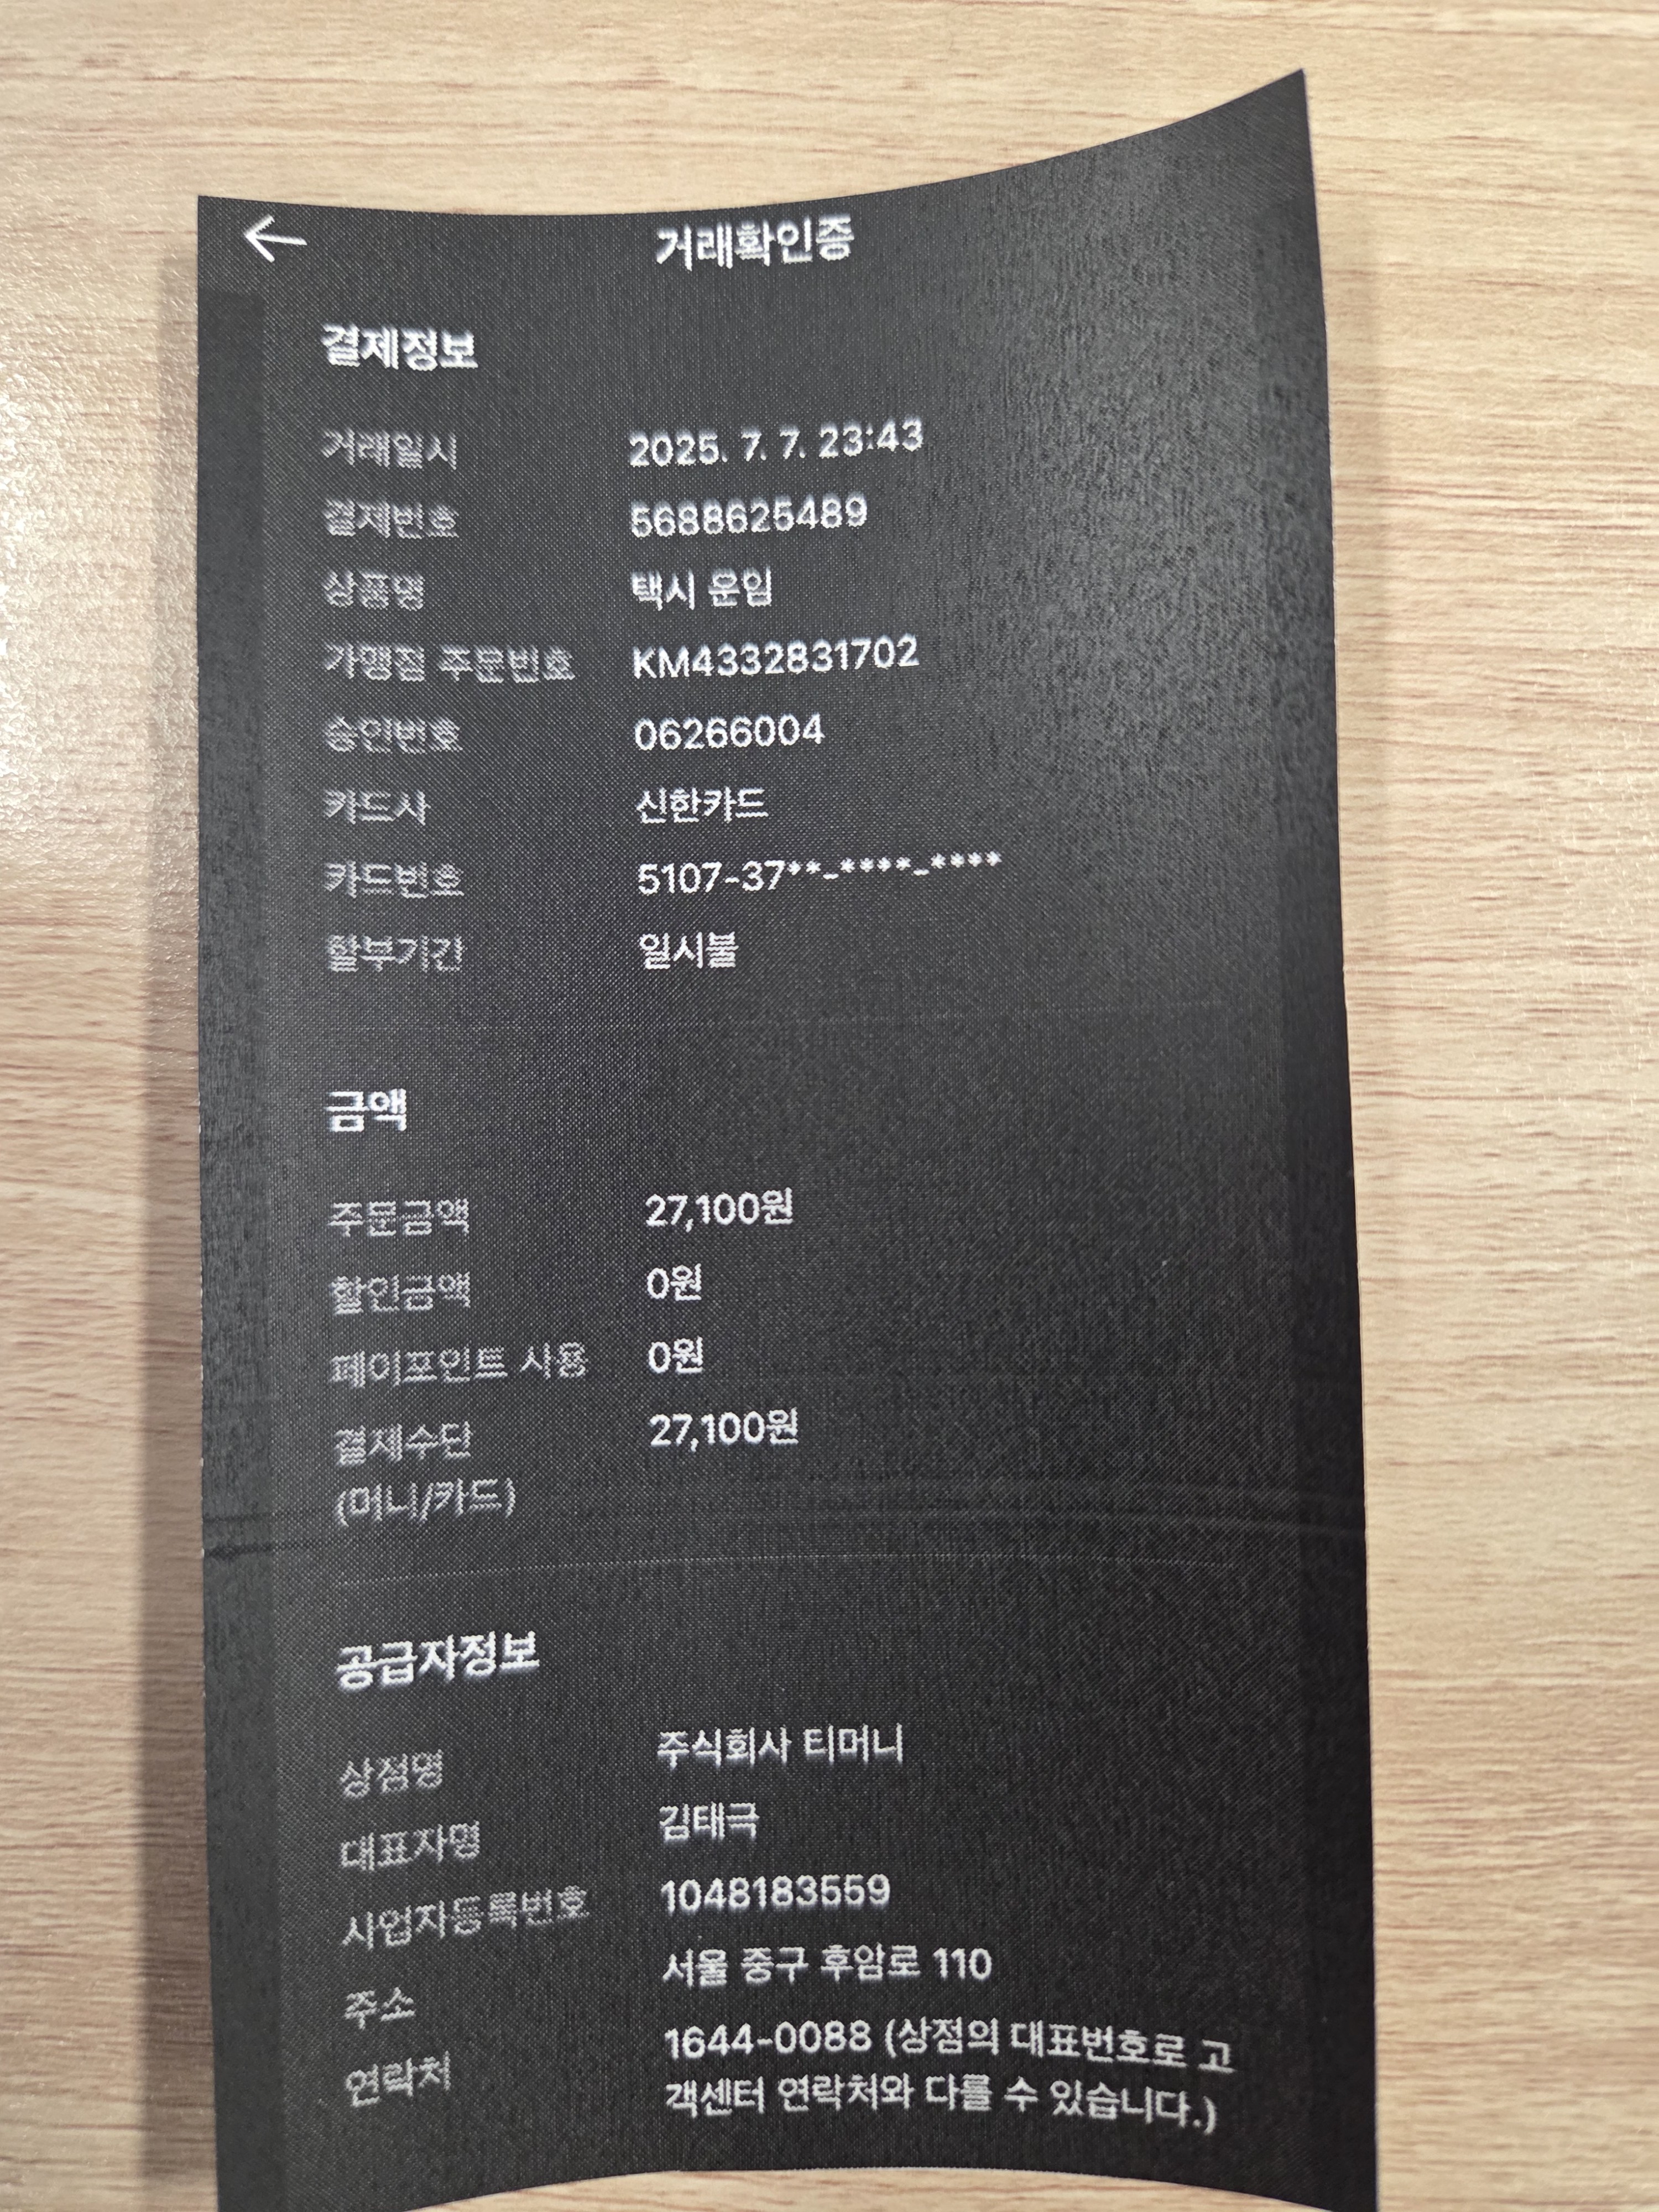 거래확인증
결제정보
거래일시 2025. 7. 7. 23:43
결제번호 5688625489
상품명 택시 운임
가맹점 주문번호 KM4332831702
승인번호 06266004
카드사 신한카드
카드번호 5107-37**-****-****
할부기간 일시불
금액
주문금액 27,100원
할인금액 0원
페이포인트 사용 0원
결제수단 27,100원
(머니/카드)
공급자정보
상점명 주식회사 티머니
대표자명 김태극
사업자등록번호 1048183559
주소 서울 중구 후암로 110
연락처 1644-0088 (상점의 대표번호로 고
객센터 연락처와 다를 수 있습니다.)